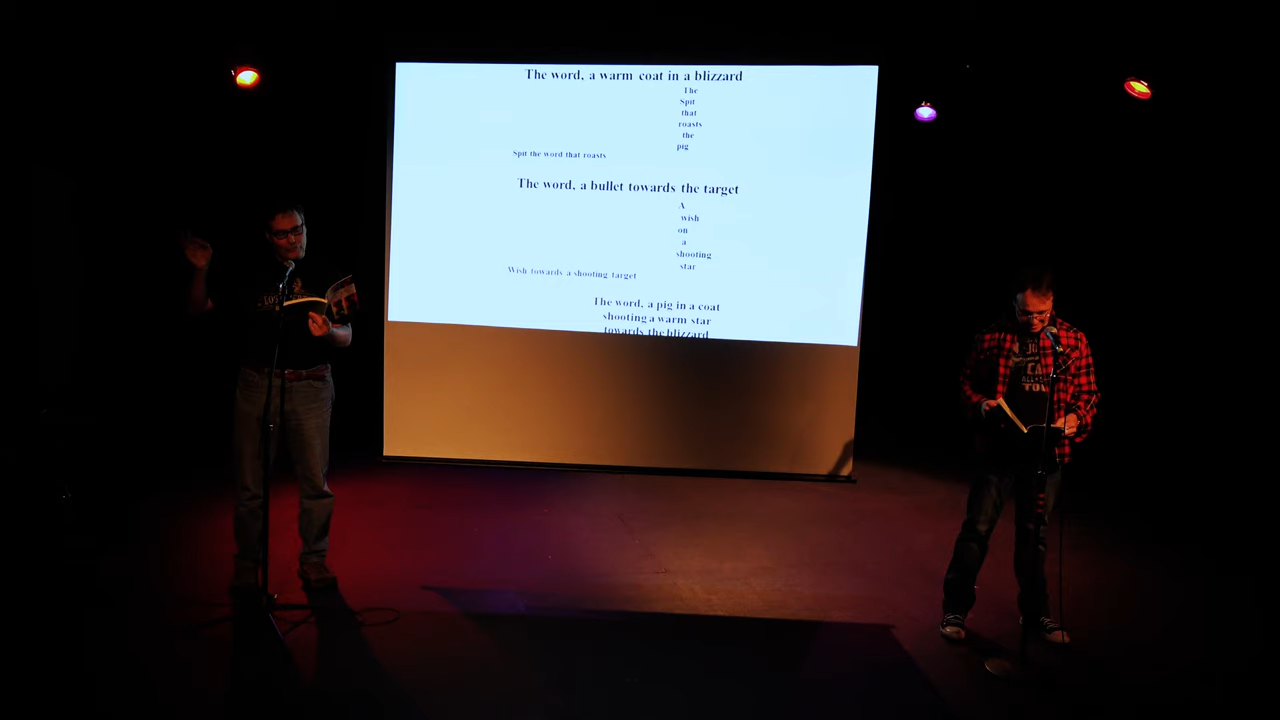 The word, a warm coat in a blizzard
The
Spit
that
roasts
the
pig
Spit the word that roasts
The word, a bullet towards the target
A
wish
on
a
shooting
star
Wish towards a shooting target
The word, a pig in a coat
shooting a warm star
towards the blizzard